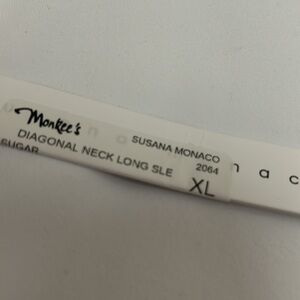 Monkee's
SUSANA MONACO
DIAGONAL NECK LONG SLE 2064
SUGAR XL
n a c